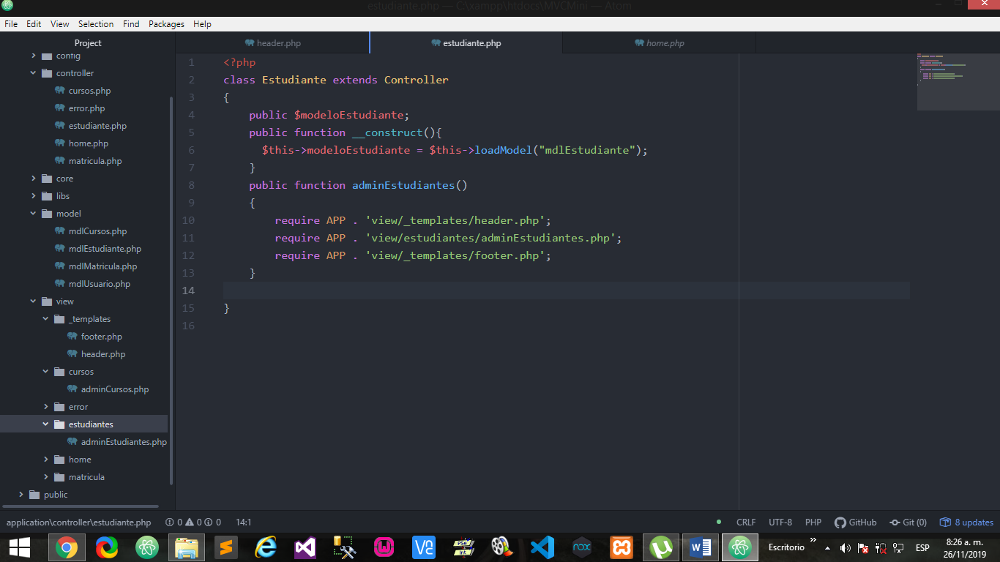 estudiante.php — C:\xampp\htdocs\MVCMini — Atom
File Edit View Selection Find Packages Help
Project
config
controller
cursos.php
error.php
estudiante.php
home.php
matricula.php
core
libs
model
mdlCursos.php
mdlEstudiante.php
mdlMatricula.php
mdlUsuario.php
view
_templates
footer.php
header.php
cursos
adminCursos.php
error
estudiantes
adminEstudiantes.php
home
matricula
public
header.php estudiante.php home.php
1 <?php
2 class Estudiante extends Controller
3 {
4 public $modeloEstudiante;
5 public function __construct(){
6 $this->modeloEstudiante = $this->loadModel("mdlEstudiante");
7 }
8 public function adminEstudiantes()
9 {
10 require APP . 'view/_templates/header.php';
11 require APP . 'view/estudiantes/adminEstudiantes.php';
12 require APP . 'view/_templates/footer.php';
13 }
14
15 }
16
application\controller\estudiante.php 0 0 0 14:1 CRLF UTF-8 PHP GitHub Git (0) 8 updates
Escritorio ESP 8:26 a. m.
26/11/2019